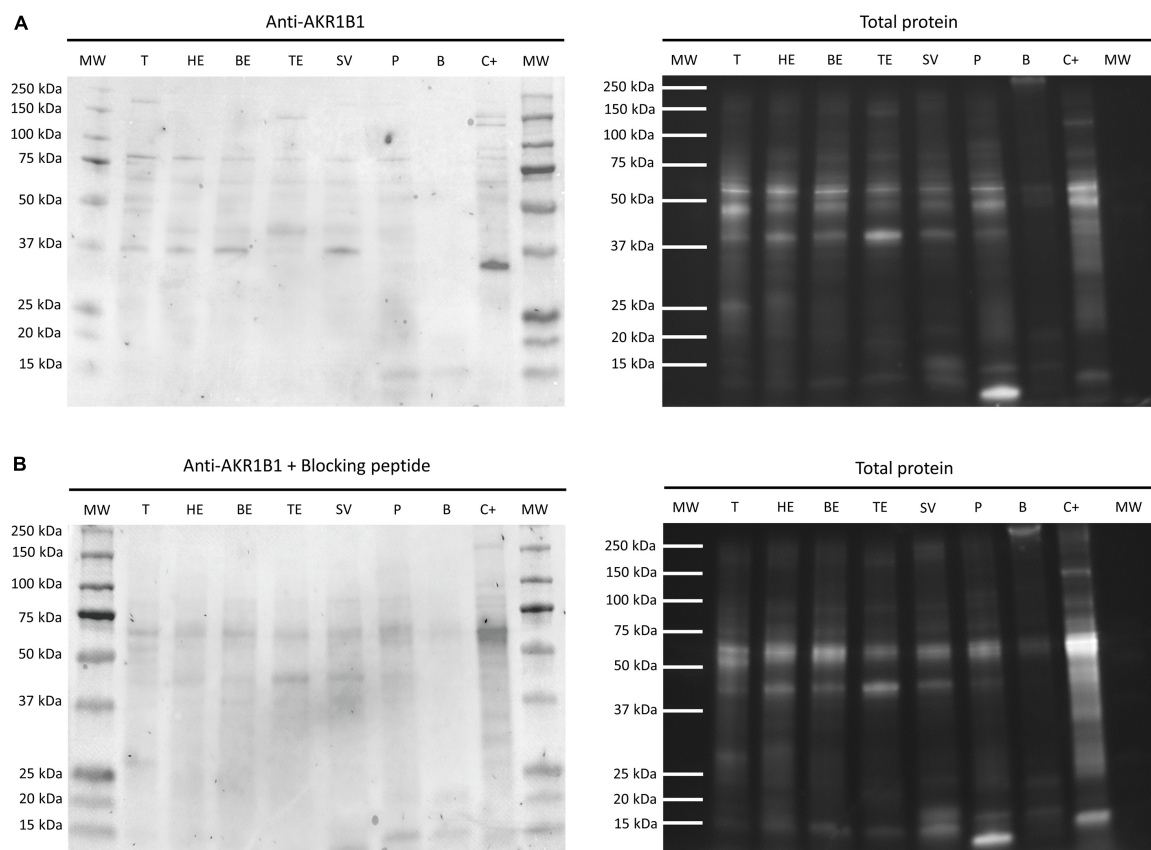 A
Anti-AKR1B1
Total protein
MW T HE BE TE SV P B C+ MW
MW T HE BE TE SV P B C+ MW
250 kDa
150 kDa
100 kDa
75 kDa
50 kDa
37 kDa
25 kDa
20 kDa
15 kDa
250 kDa
150 kDa
100 kDa
75 kDa
50 kDa
37 kDa
25 kDa
20 kDa
15 kDa
B
Anti-AKR1B1 + Blocking peptide
Total protein
MW T HE BE TE SV P B C+ MW
MW T HE BE TE SV P B C+ MW
250 kDa
150 kDa
100 kDa
75 kDa
50 kDa
37 kDa
25 kDa
20 kDa
15 kDa
250 kDa
150 kDa
100 kDa
75 kDa
50 kDa
37 kDa
25 kDa
20 kDa
15 kDa